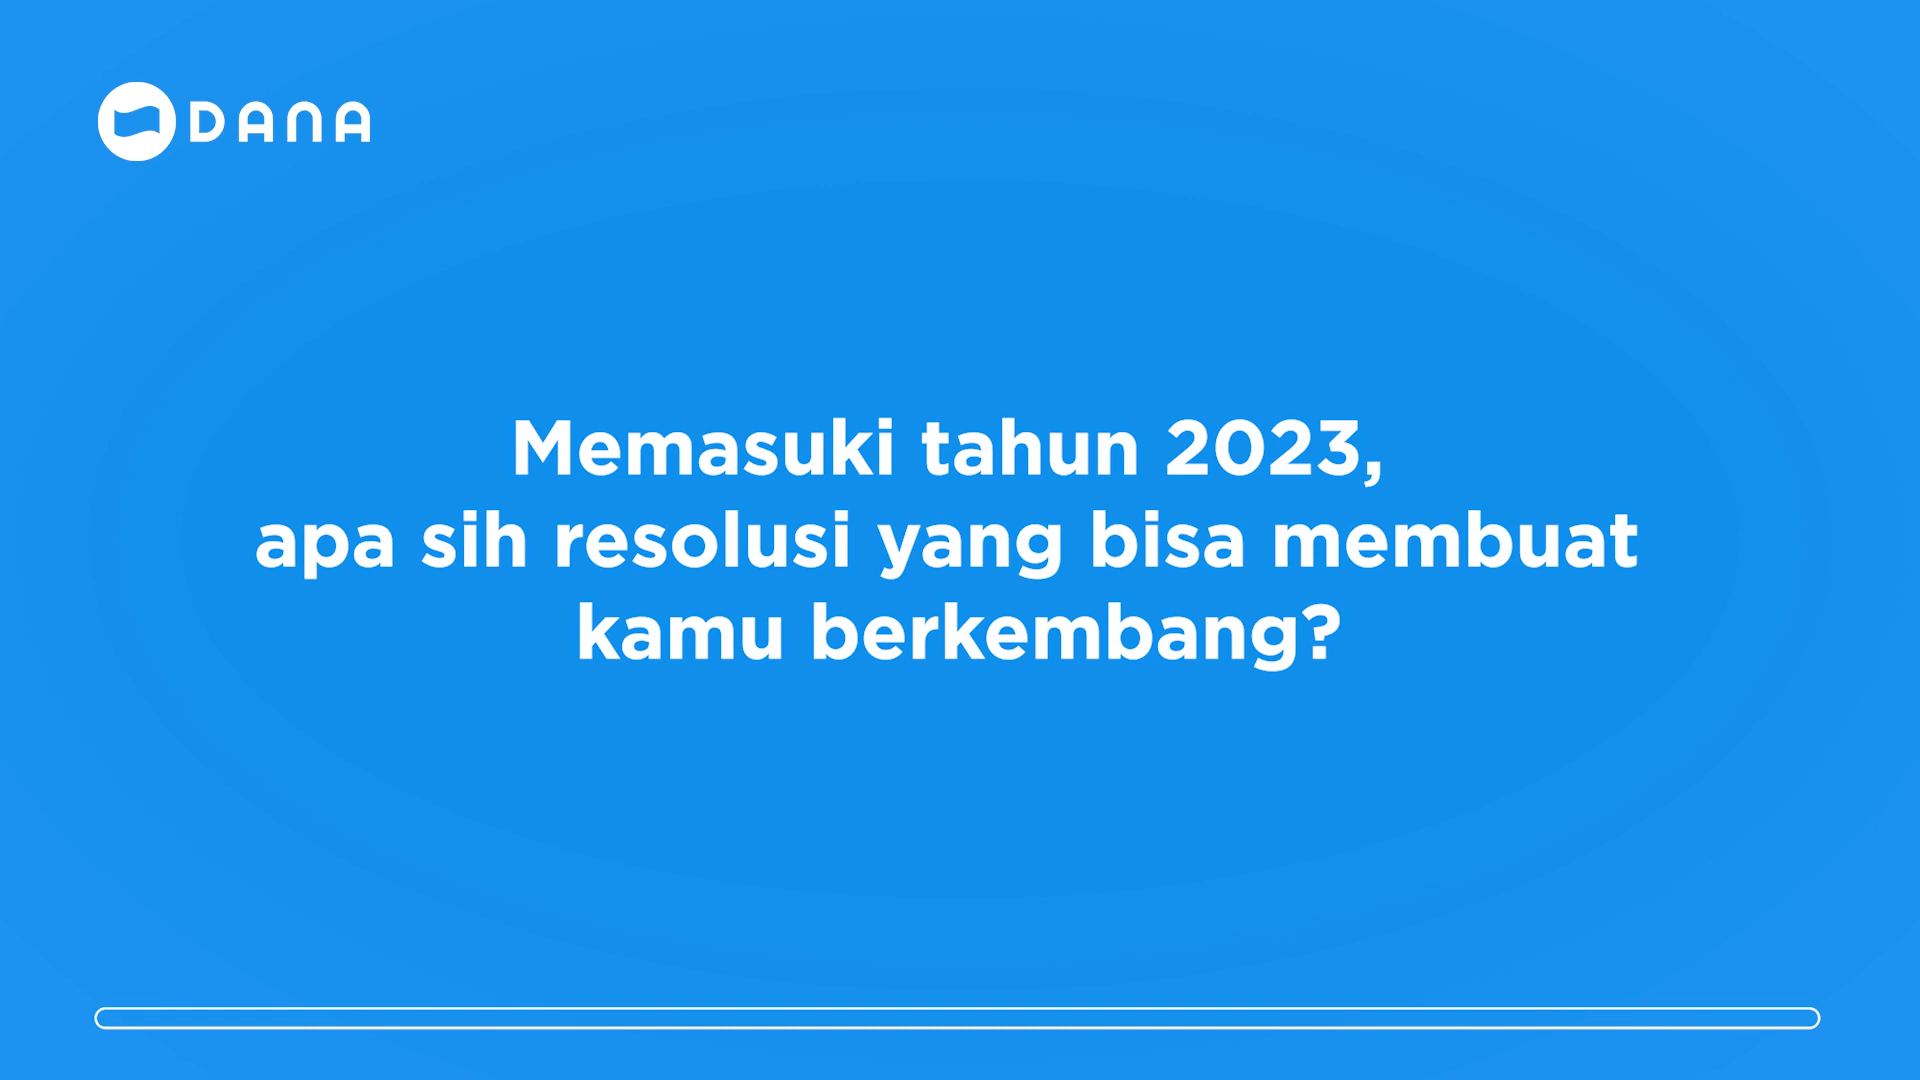 DANA
Memasuki tahun 2023,
apa sih resolusi yang bisa membuat
kamu berkembang?